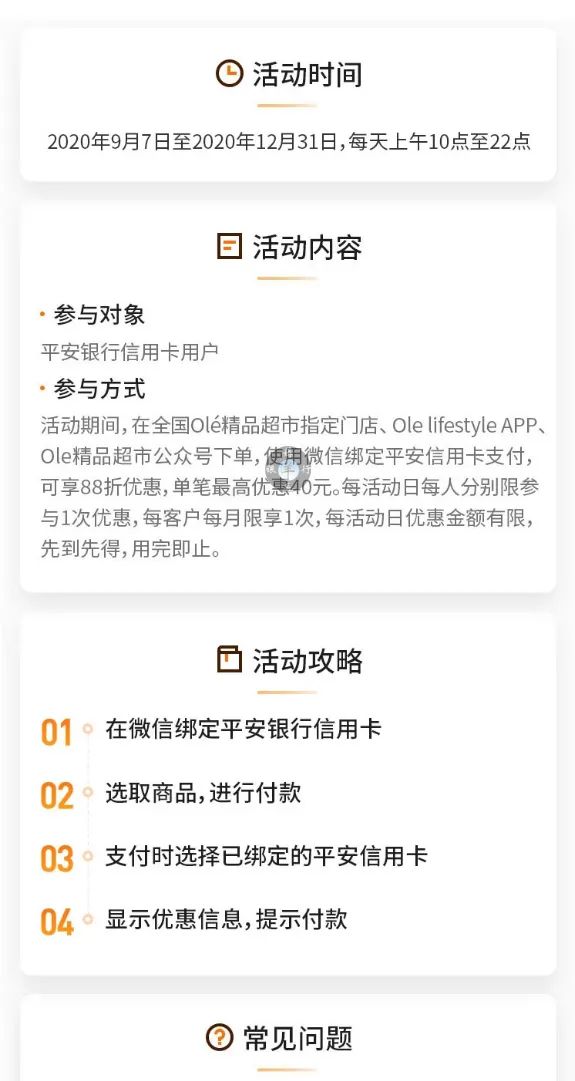 活动时间
2020年9月7日至2020年12月31日,每天上午10点至22点
活动内容
参与对象
平安银行信用卡用户
参与方式
活动期间,在全国Olé精品超市指定门店、Ole lifestyle APP、
Ole精品超市公众号下单,使用微信绑定平安信用卡支付,
可享88折优惠,单笔最高优惠40元。每活动日每人分别限参
与1次优惠,每客户每月限享1次,每活动日优惠金额有限,
先到先得,用完即止。
活动攻略
01 在微信绑定平安银行信用卡
02 选取商品,进行付款
03 支付时选择已绑定的平安信用卡
04 显示优惠信息,提示付款
常见问题